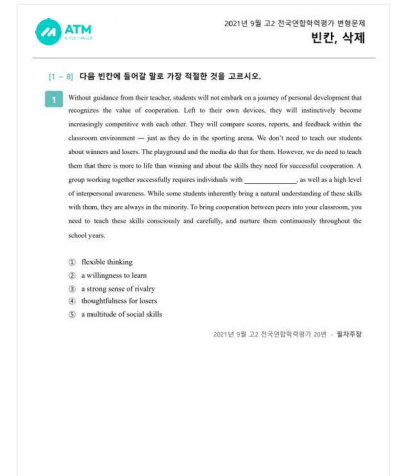 ATM
2021년 9월 고2 전국연합학력평가 변형문제
빈칸, 삭제
[1 – 8] 다음 빈칸에 들어갈 말로 가장 적절한 것을 고르시오.
1 Without guidance from their teacher, students will not embark on a journey of personal development that
recognizes the value of cooperation. Left to their own devices, they will instinctively become
increasingly competitive with each other. They will compare scores, reports, and feedback within the
classroom environment — just as they do in the sporting arena. We don't need to teach our students
about winners and losers. The playground and the media do that for them. However, we do need to teach
them that there is more to life than winning and about the skills they need for successful cooperation. A
group working together successfully requires individuals with ____________, as well as a high level
of interpersonal awareness. While some students inherently bring a natural understanding of these skills
with them, they are always in the minority. To bring cooperation between peers into your classroom, you
need to teach these skills consciously and carefully, and nurture them continuously throughout the
school years.
① flexible thinking
② a willingness to learn
③ a strong sense of rivalry
④ thoughtfulness for losers
⑤ a multitude of social skills
2021년 9월 고2 전국연합학력평가 20번 - 필자주장